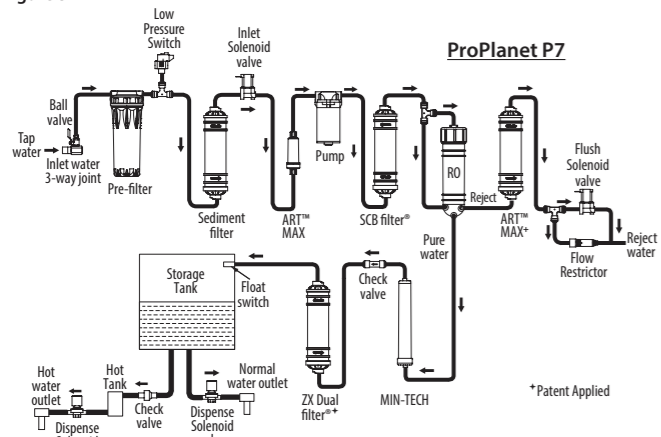 Low
Pressure
Switch
Inlet
Solenoid
valve
ProPlanet P7
Ball
valve
Tap
water
Inlet water
3-way joint
Pre-filter
Sediment
filter
ART™
MAX
Pump
SCB filter®
RO
Reject
ART™
MAX+
Flush
Solenoid
valve
Flow
Restrictor
Reject
water
Pure
water
Storage
Tank
Float
switch
Check
valve
Hot
water
outlet
Hot
Tank
Normal
water outlet
Check
valve
Dispense
Solenoid
Dispense
ZX Dual
filter®+
MIN-TECH
+Patent Applied